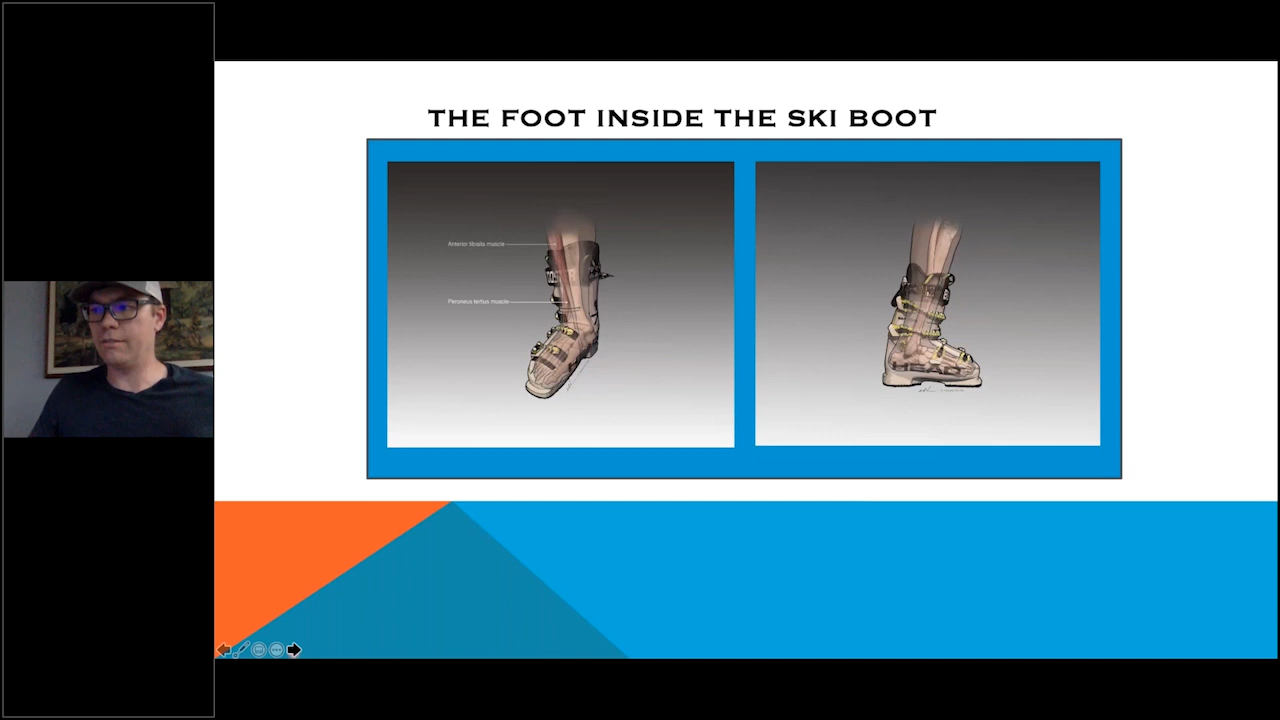 THE FOOT INSIDE THE SKI BOOT
Anterior tibialis muscle
Peroneus tertius muscle